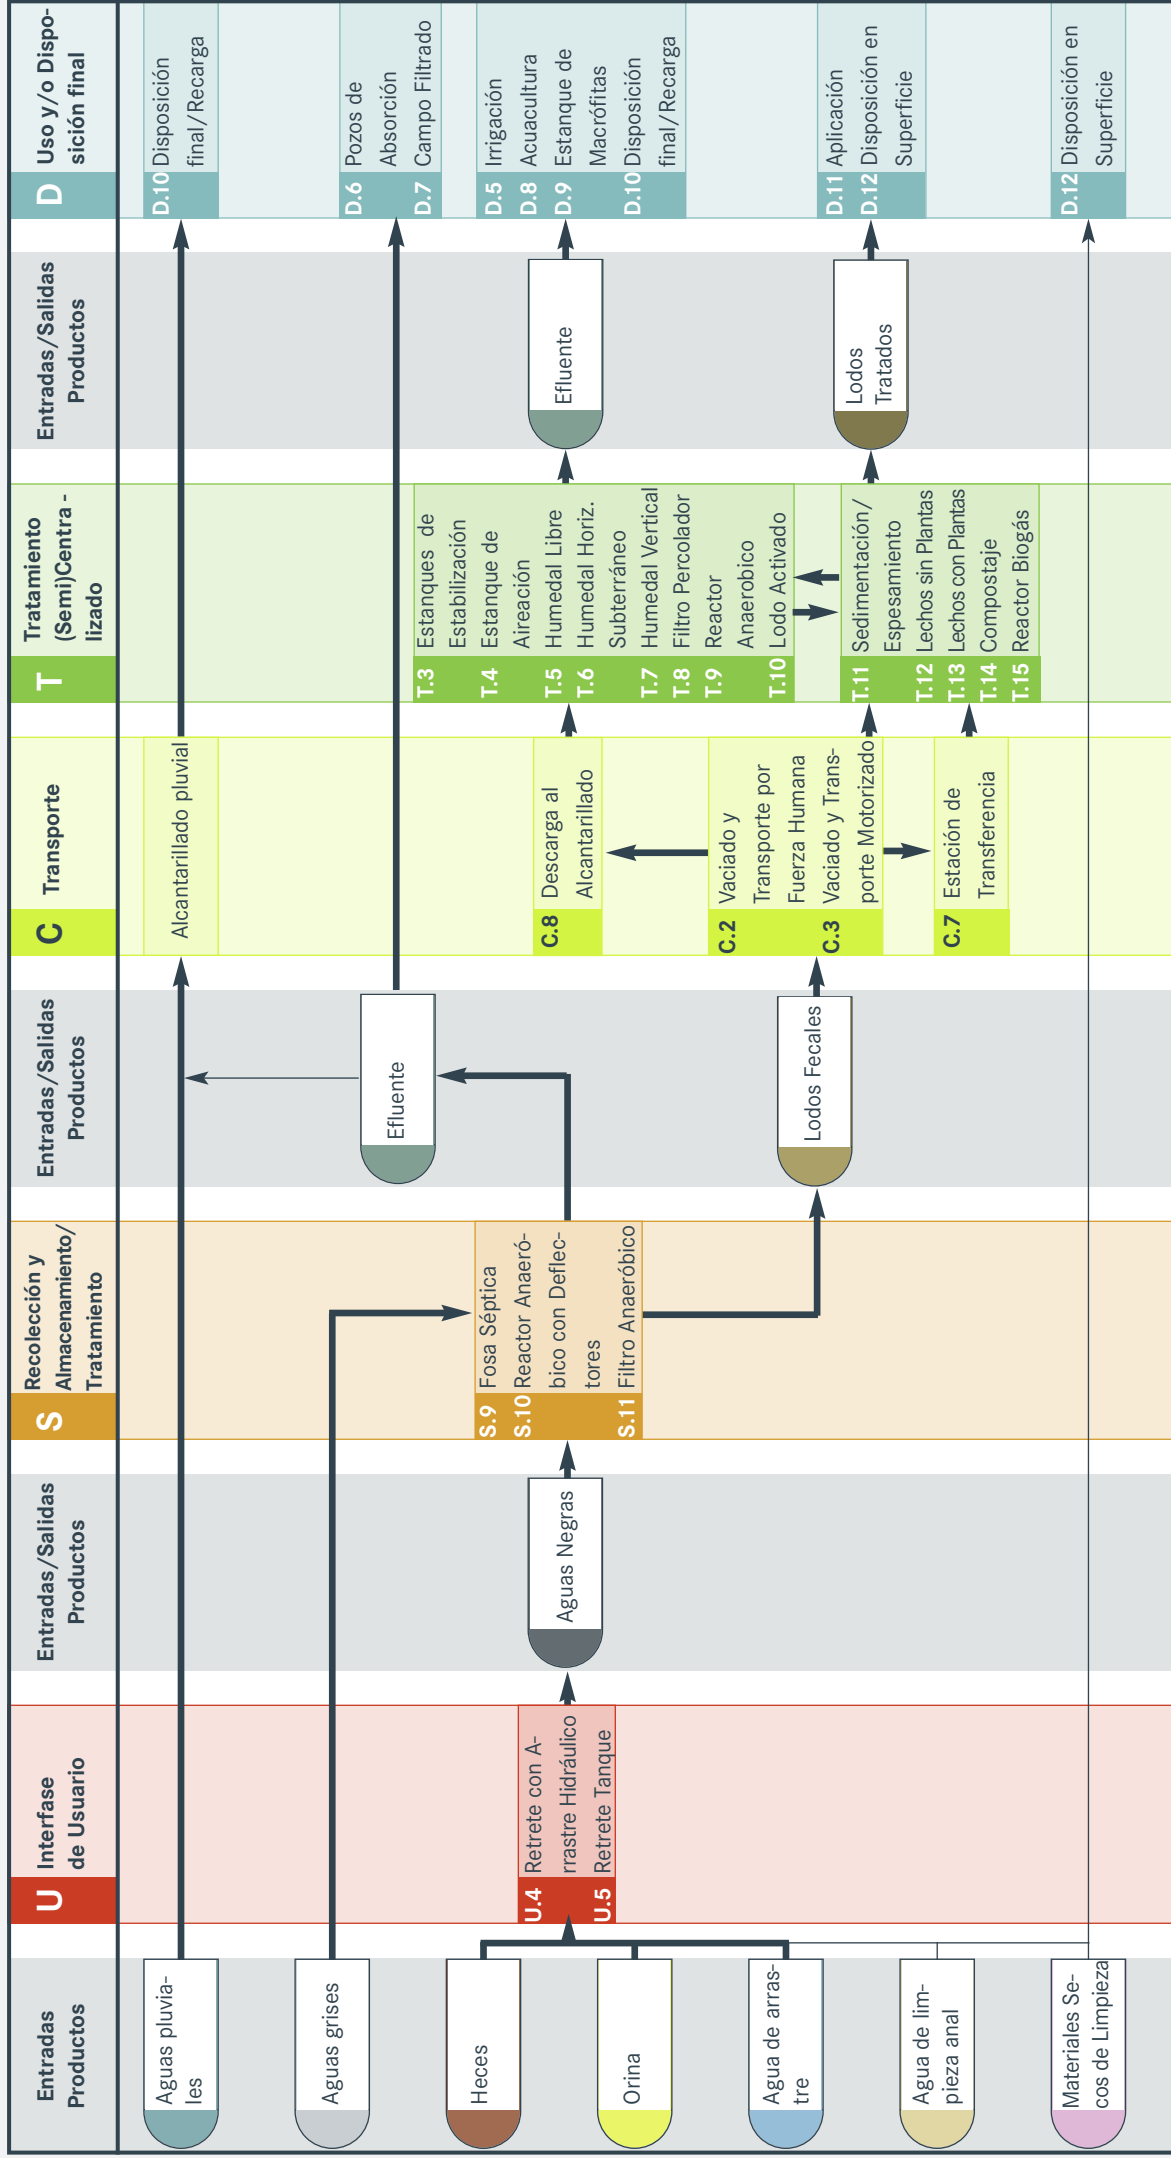 Entradas
Productos
U
Interfase
de Usuario
Entradas/Salidas
Productos
S
Recolección y
Almacenamiento/
Tratamiento
Entradas/Salidas
Productos
C
Transporte
T
Tratamiento
(Semi)Centra -
lizado
Entradas/Salidas
Productos
D
Uso y/o Dispo-
sición final
Aguas pluvia-
les
Alcantarillado pluvial
D.10 Disposición
final/Recarga
Aguas grises
Efluente
D.6 Pozos de
Absorción
D.7 Campo Filtrado
Heces
Orina
Agua de arras-
tre
Agua de lim-
pieza anal
Materiales Se-
cos de Limpieza
U.4 Retrete con A-
rrastre Hidráulico
U.5 Retrete Tanque
Aguas Negras
S.9 Fosa Séptica
S.10 Reactor Anaeró-
bico con Deflec-
tores
S.11 Filtro Anaeróbico
Lodos Fecales
C.8 Descarga al
Alcantarillado
C.2 Vaciado y
Transporte por
Fuerza Humana
C.3 Vaciado y Trans-
porte Motorizado
C.7 Estación de
Transferencia
T.3 Estanques de
Estabilización
T.4 Estanque de
Aireación
T.5 Humedal Libre
T.6 Humedal Horiz.
Subterráneo
T.7 Humedal Vertical
T.8 Filtro Percolador
T.9 Reactor
Anaerobico
T.10 Lodo Activado
T.11 Sedimentación/
Espesamiento
T.12 Lechos sin Plantas
T.13 Lechos con Plantas
T.14 Compostaje
T.15 Reactor Biogás
Efluente
Lodos
Tratados
D.5 Irrigación
D.8 Acuacultura
D.9 Estanque de
Macrófitas
D.10 Disposición
final/Recarga
D.11 Aplicación
D.12 Disposición en
Superficie
D.12 Disposición en
Superficie